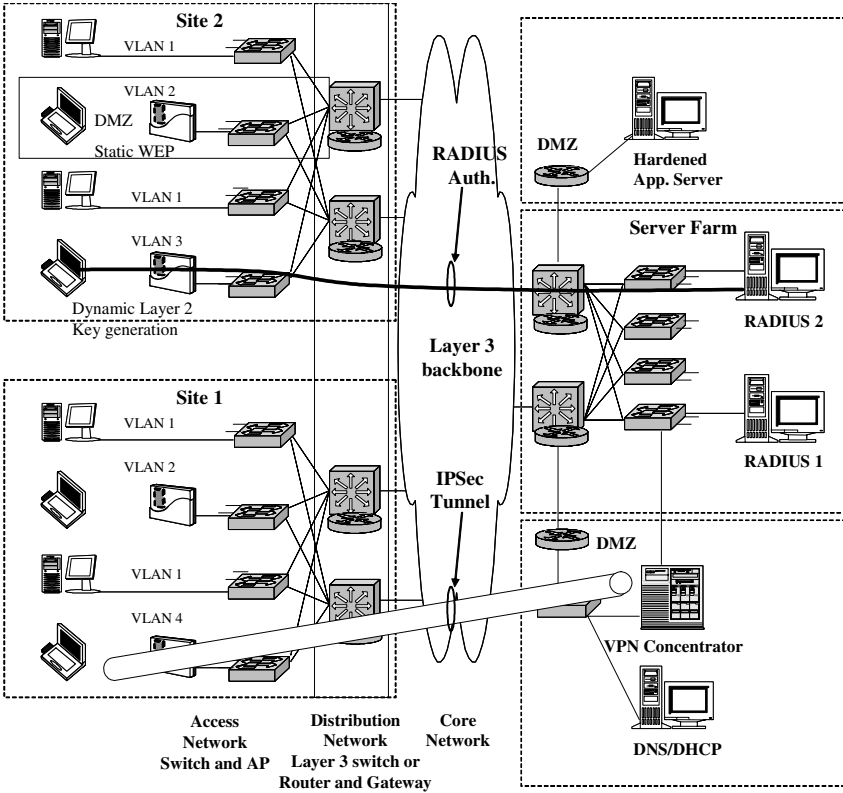 Site 2
VLAN 1
VLAN 2
DMZ
Static WEP
VLAN 1
VLAN 3
Dynamic Layer 2
Key generation
Site 1
VLAN 1
VLAN 2
VLAN 1
VLAN 4
Access
Network
Switch and AP
Distribution
Network
Layer 3 switch or
Router and Gateway
Core
Network
RADIUS
Auth.
Layer 3
backbone
IPSec
Tunnel
DMZ
Hardened
App. Server
Server Farm
RADIUS 2
RADIUS 1
DMZ
VPN Concentrator
DNS/DHCP